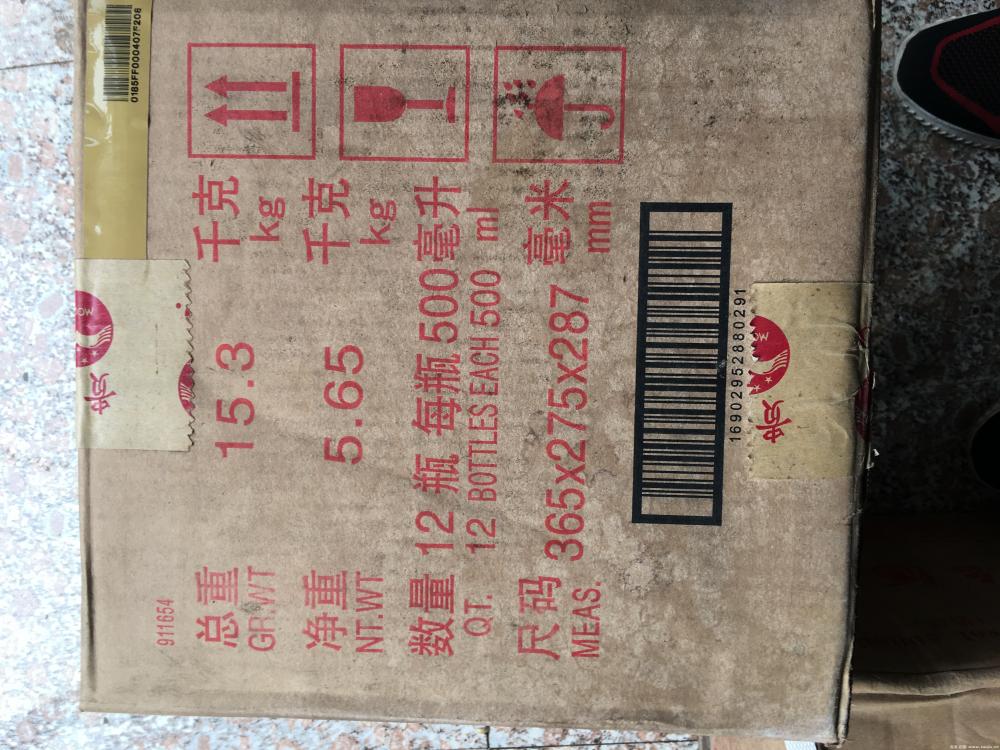 0185FF000407F208
911654
总重 15.3 千克
GR.WT kg
净重 5.65 千克
NT.WT kg
数量 12 瓶 每瓶 500 毫升
QT. 12 BOTTLES EACH 500 ml
尺码 365x275x287 毫米
MEAS. mm
16902952880291